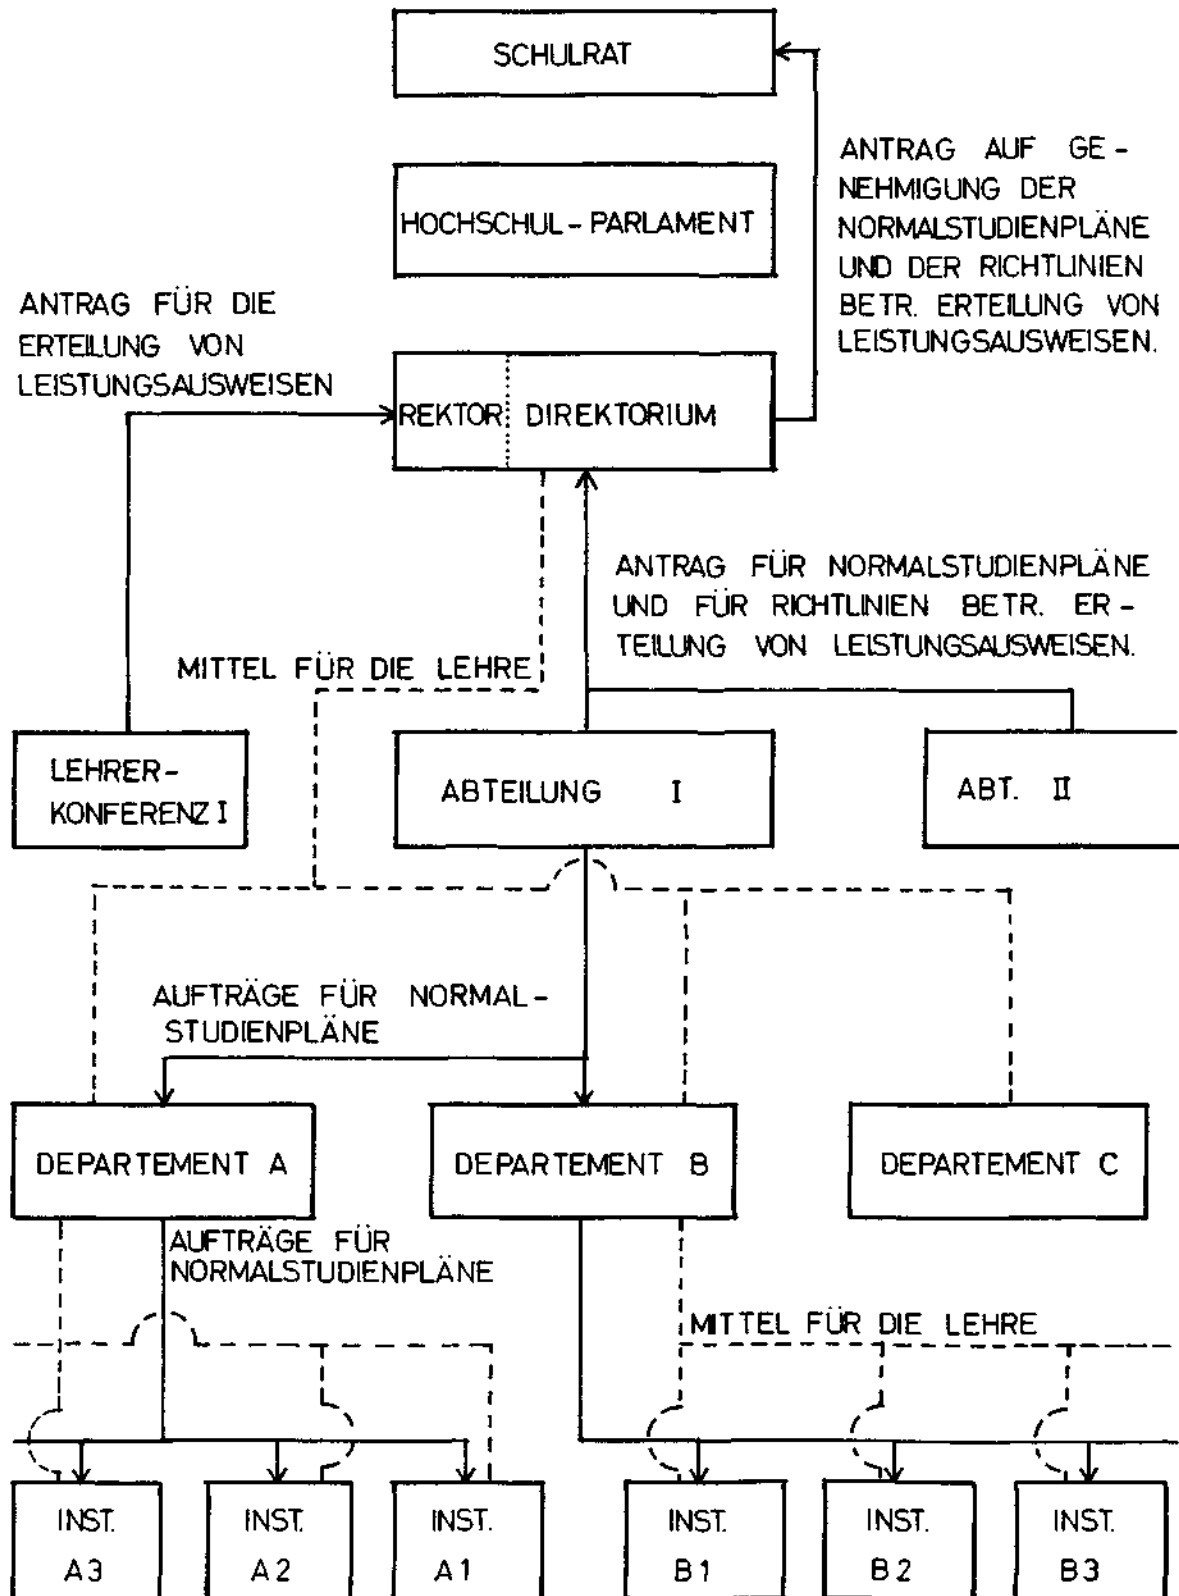 SCHULRAT
ANTRAG AUF GE-
NEHMIGUNG DER
NORMALSTUDIENPLÄNE
UND DER RICHTLINIEN
BETR. ERTEILUNG VON
LEISTUNGSAUSWEISEN.
HOCHSCHUL-PARLAMENT
ANTRAG FÜR DIE
ERTEILUNG VON
LEISTUNGSAUSWEISEN
REKTOR DIREKTORIUM
ANTRAG FÜR NORMALSTUDIENPLÄNE
UND FÜR RICHTLINIEN BETR. ER-
TEILUNG VON LEISTUNGSAUSWEISEN.
MITTEL FÜR DIE LEHRE
LEHRER-
KONFERENZ I
ABTEILUNG I
ABT. II
AUFTRÄGE FÜR NORMAL-
STUDIENPLÄNE
DEPARTEMENT A
DEPARTEMENT B
DEPARTEMENT C
AUFTRÄGE FÜR
NORMALSTUDIENPLÄNE
MITTEL FÜR DIE LEHRE
INST.
A3
INST.
A2
INST.
A1
INST.
B1
INST.
B2
INST.
B3